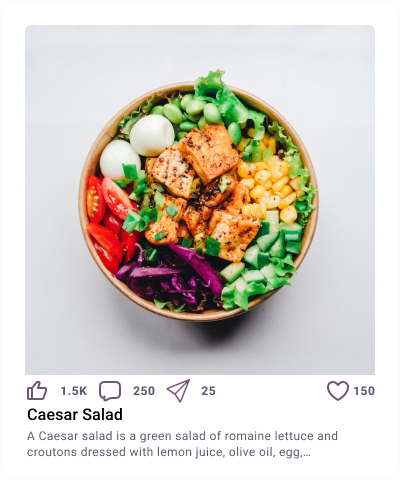 1.5K 250 25 150
Caesar Salad
A Caesar salad is a green salad of romaine lettuce and
croutons dressed with lemon juice, olive oil, egg,...